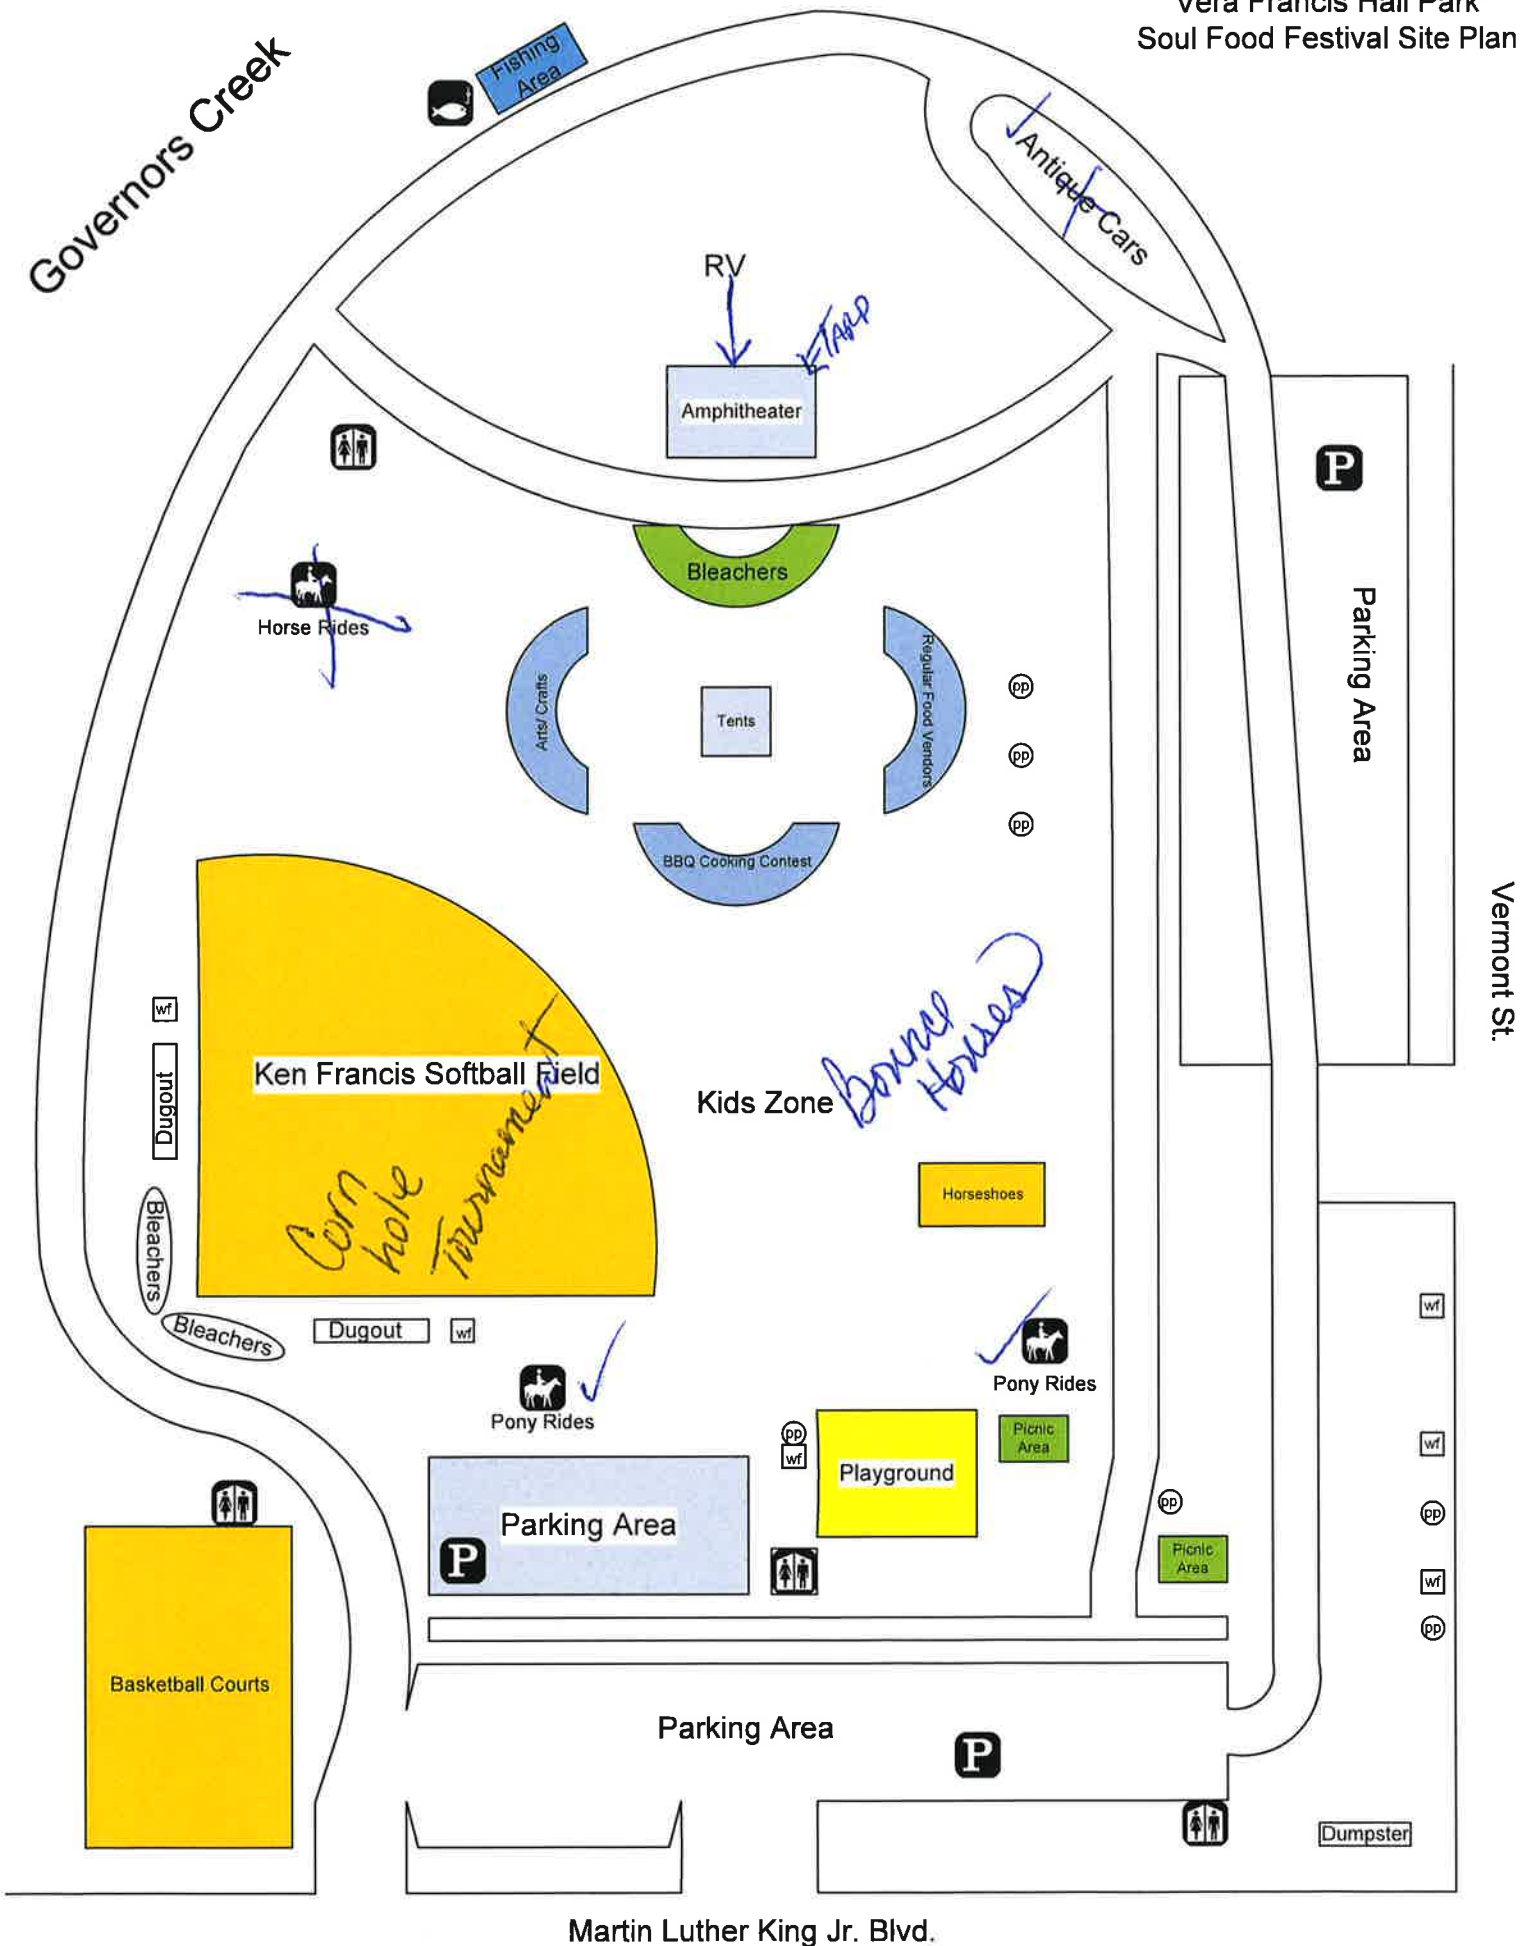 Vera Francis Hall Park
Soul Food Festival Site Plan
Governors Creek
Fishing
Area
Antique Cars
RV
TARP
Amphitheater
P
Parking Area
Bleachers
Horse Rides
Arts/ Crafts
Tents
Regular Food Vendors
pp
pp
pp
BBQ Cooking Contest
Vermont St.
wf
Dugout
Bleachers
Ken Francis Softball Field
Corn
hole
Tournament
Kids Zone
Bounce
Houses
Horseshoes
Bleachers
Dugout
wf
Pony Rides
Pony Rides
wf
pp
wf
Playground
Picnic
Area
wf
Parking Area
P
pp
Picnic
Area
pp
wf
pp
Basketball Courts
Parking Area
P
Dumpster
Martin Luther King Jr. Blvd.